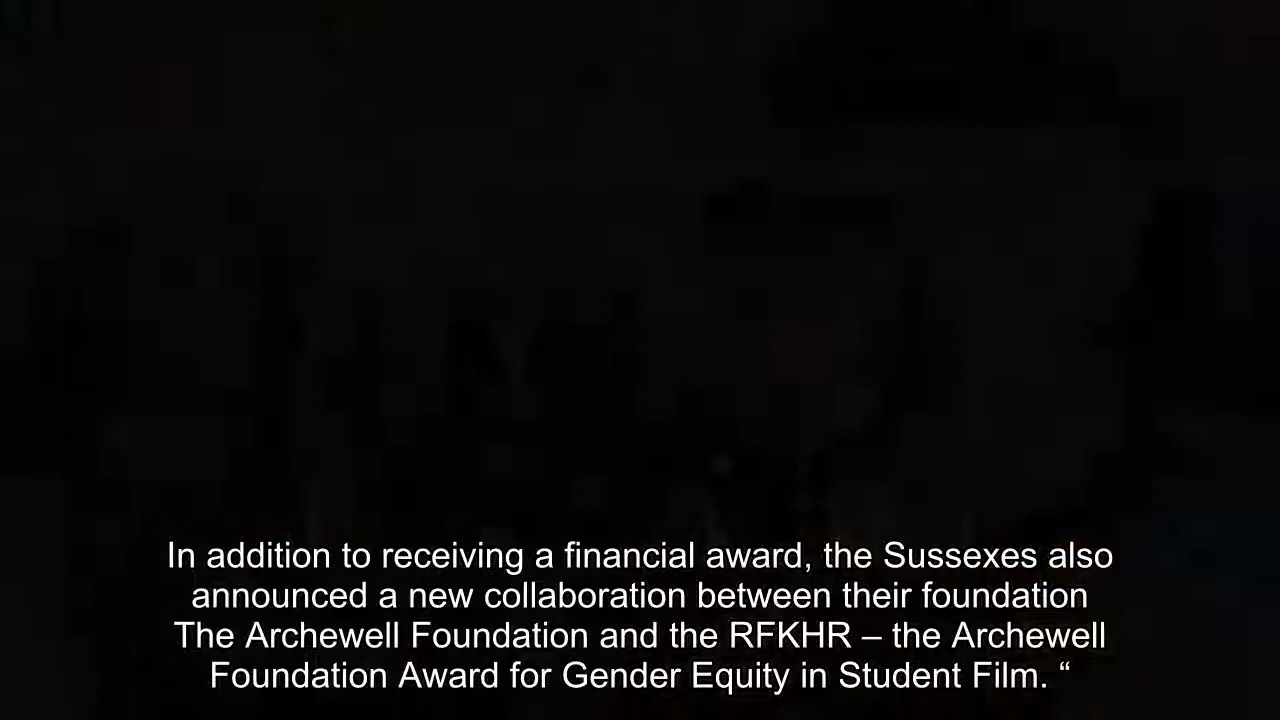 In addition to receiving a financial award, the Sussexes also
announced a new collaboration between their foundation
The Archewell Foundation and the RFKHR – the Archewell
Foundation Award for Gender Equity in Student Film. “